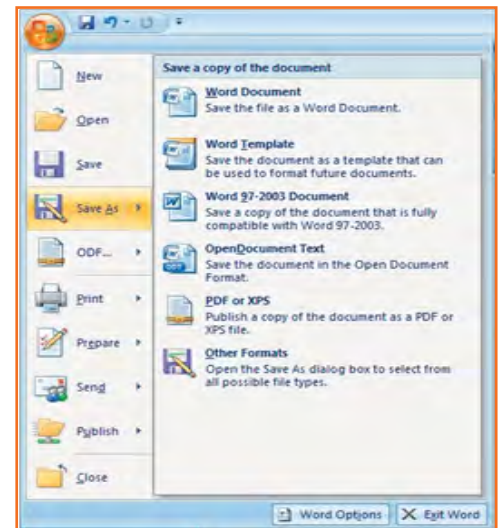 New
Open
Save
Save As
ODF...
Print
Prepare
Send
Publish
Close
Save a copy of the document
Word Document
Save the file as a Word Document.
Word Template
Save the document as a template that can
be used to format future documents.
Word 97-2003 Document
Save a copy of the document that is fully
compatible with Word 97-2003.
OpenDocument Text
Save the document in the Open Document
Format.
PDF or XPS
Publish a copy of the document as a PDF or
XPS file.
Other Formats
Open the Save As dialog box to select from
all possible file types.
Word Options
Exit Word